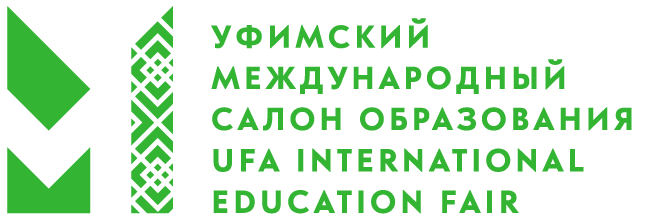 УФИМСКИЙ
МЕЖДУНАРОДНЫЙ
САЛОН ОБРАЗОВАНИЯ
UFA INTERNATIONAL
EDUCATION FAIR